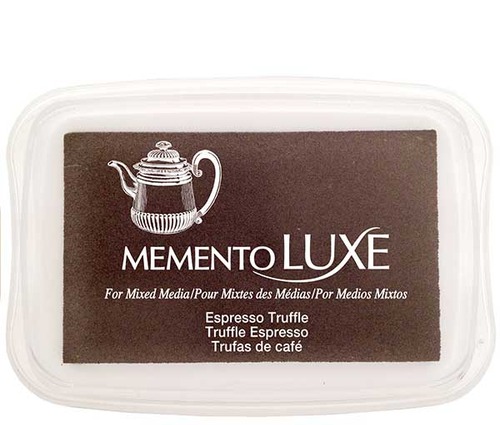 MEMENTO LUXE
For Mixed Media/Pour Mixtes des Médias/Por Medios Mixtos
Espresso Truffle
Truffle Espresso
Trufas de café